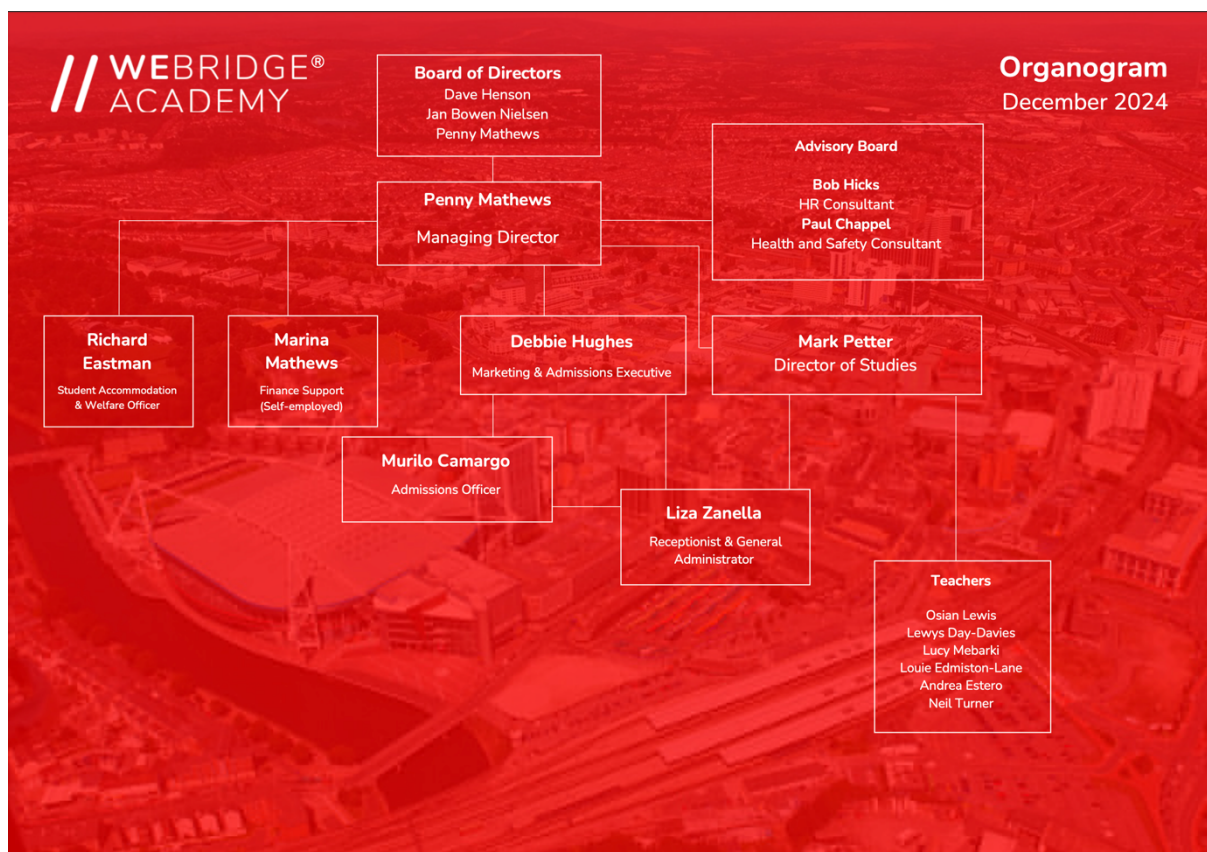 WEBRIDGE®
ACADEMY
Organogram
December 2024
Board of Directors
Dave Henson
Jan Bowen Nielsen
Penny Mathews
Advisory Board
Bob Hicks
HR Consultant
Paul Chappel
Health and Safety Consultant
Penny Mathews
Managing Director
Richard
Eastman
Student Accommodation
& Welfare Officer
Marina
Mathews
Finance Support
(Self-employed)
Debbie Hughes
Marketing & Admissions Executive
Mark Petter
Director of Studies
Murilo Camargo
Admissions Officer
Liza Zanella
Receptionist & General
Administrator
Teachers
Osian Lewis
Lewys Day-Davies
Lucy Mebarki
Louie Edmiston-Lane
Andrea Estero
Neil Turner